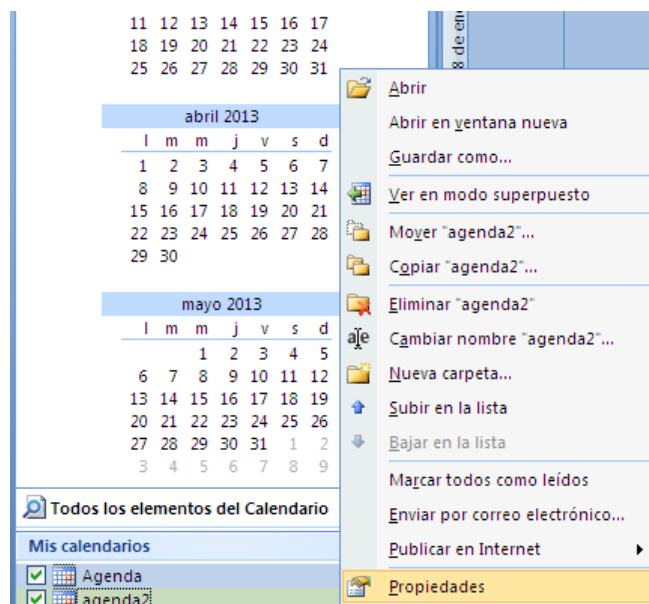 11 12 13 14 15 16 17
18 19 20 21 22 23 24
25 26 27 28 29 30 31
abril 2013
l m m j v s d
1 2 3 4 5 6 7
8 9 10 11 12 13 14
15 16 17 18 19 20 21
22 23 24 25 26 27 28
29 30
mayo 2013
l m m j v s d
1 2 3 4 5
6 7 8 9 10 11 12
13 14 15 16 17 18 19
20 21 22 23 24 25 26
27 28 29 30 31 1 2
3 4 5 6 7 8 9
Todos los elementos del Calendario
Mis calendarios
Agenda
agenda2
8 de en
Abrir
Abrir en ventana nueva
Guardar como...
Ver en modo superpuesto
Mover "agenda2"...
Copiar "agenda2"...
Eliminar "agenda2"
Cambiar nombre "agenda2"...
Nueva carpeta...
Subir en la lista
Bajar en la lista
Marcar todos como leídos
Enviar por correo electrónico...
Publicar en Internet
Propiedades